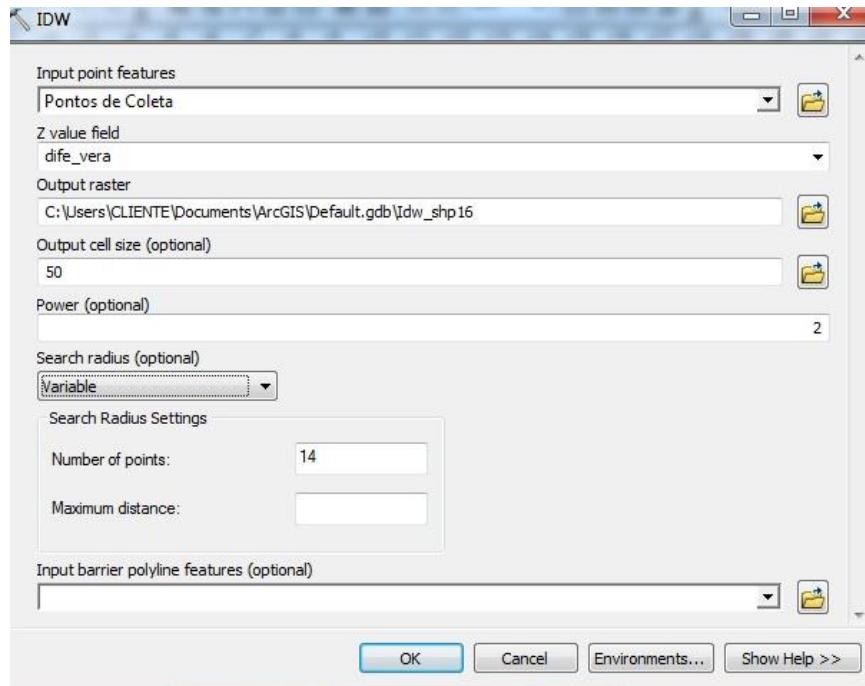 IDW
Input point features
Pontos de Coleta
Z value field
dife_vera
Output raster
C:\Users\CLIENTE\Documents\ArcGIS\Default.gdb\Idw_shp16
Output cell size (optional)
50
Power (optional)
2
Search radius (optional)
Variable
Search Radius Settings
Number of points:
14
Maximum distance:
Input barrier polyline features (optional)
OK
Cancel
Environments...
Show Help >>